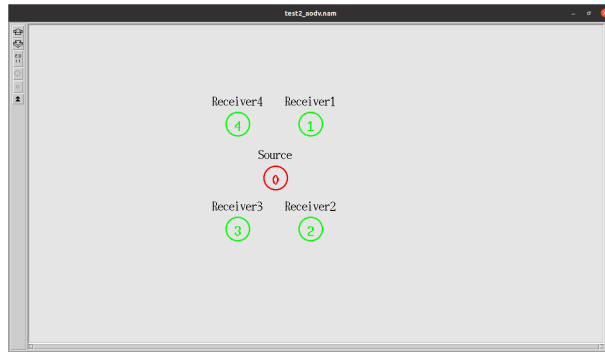 test2_aodv.nam
Receiver4 Receiver1
4 1
Source
0
Receiver3 Receiver2
3 2